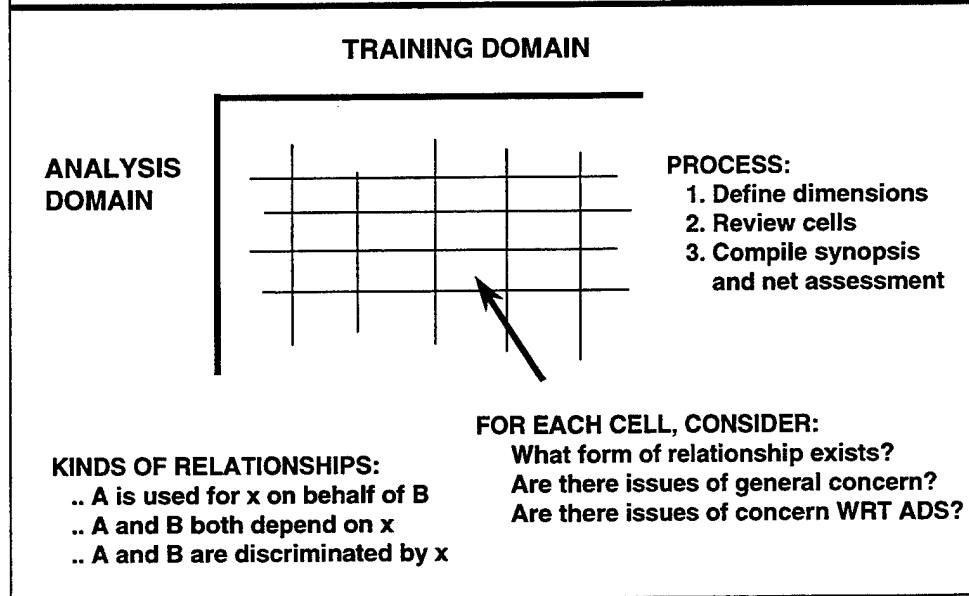 TRAINING DOMAIN
ANALYSIS
DOMAIN
PROCESS:
1. Define dimensions
2. Review cells
3. Compile synopsis
and net assessment
FOR EACH CELL, CONSIDER:
What form of relationship exists?
Are there issues of general concern?
Are there issues of concern WRT ADS?
KINDS OF RELATIONSHIPS:
.. A is used for x on behalf of B
.. A and B both depend on x
.. A and B are discriminated by x